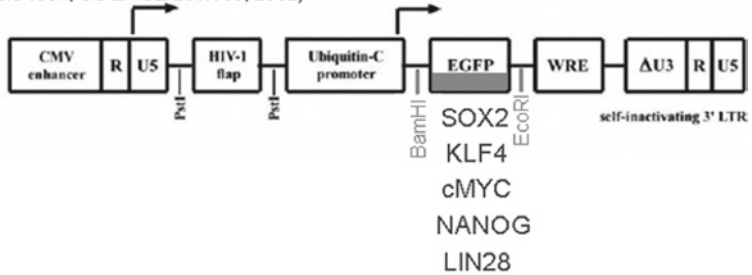 CMV enhancer R U5 HIV-1 flap Ubiquitin-C promoter EGFP WRE ΔU3 R U5
PstI PstI BamHI EcoRI
self-inactivating 3' LTR
SOX2
KLF4
cMYC
NANOG
LIN28